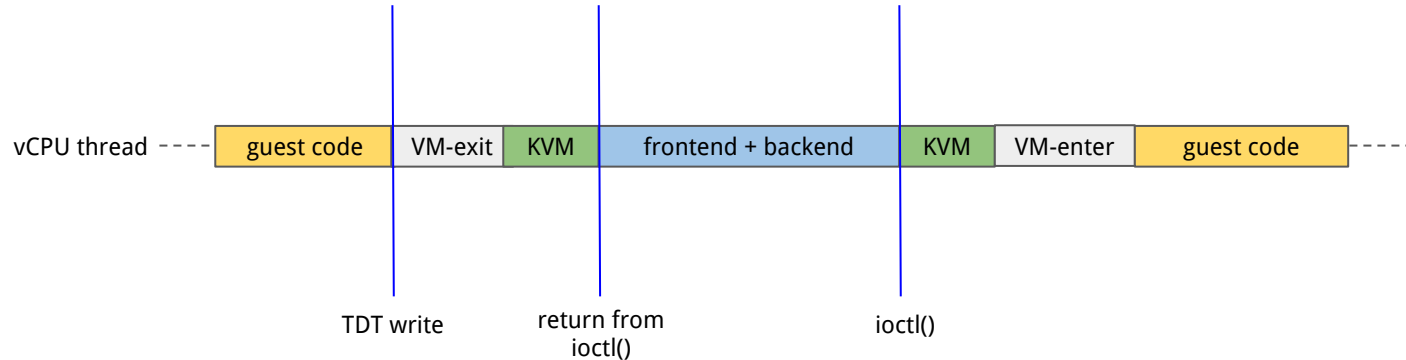 vCPU thread
guest code
VM-exit
KVM
frontend + backend
KVM
VM-enter
guest code
TDT write
return from
ioctl()
ioctl()